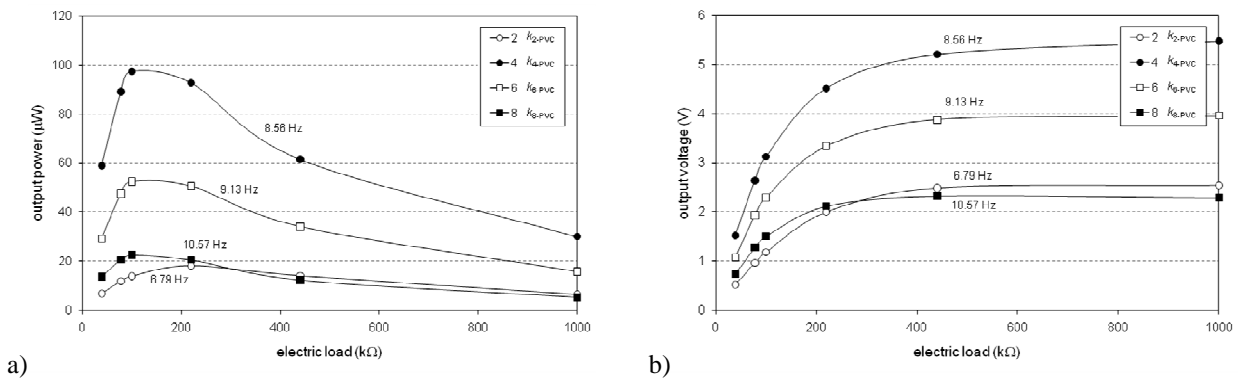 120
100
80
60
40
20
0
output power (µW)
0 200 400 600 800 1000
electric load (kΩ)
2 k2-PVC
4 k4-PVC
6 k6-PVC
8 k8-PVC
8.56 Hz
9.13 Hz
10.57 Hz
6.79 Hz
a)
6
5
4
3
2
1
0
output voltage (V)
0 200 400 600 800 1000
electric load (kΩ)
2 k2-PVC
4 k4-PVC
6 k6-PVC
8 k8-PVC
8.56 Hz
9.13 Hz
6.79 Hz
10.57 Hz
b)